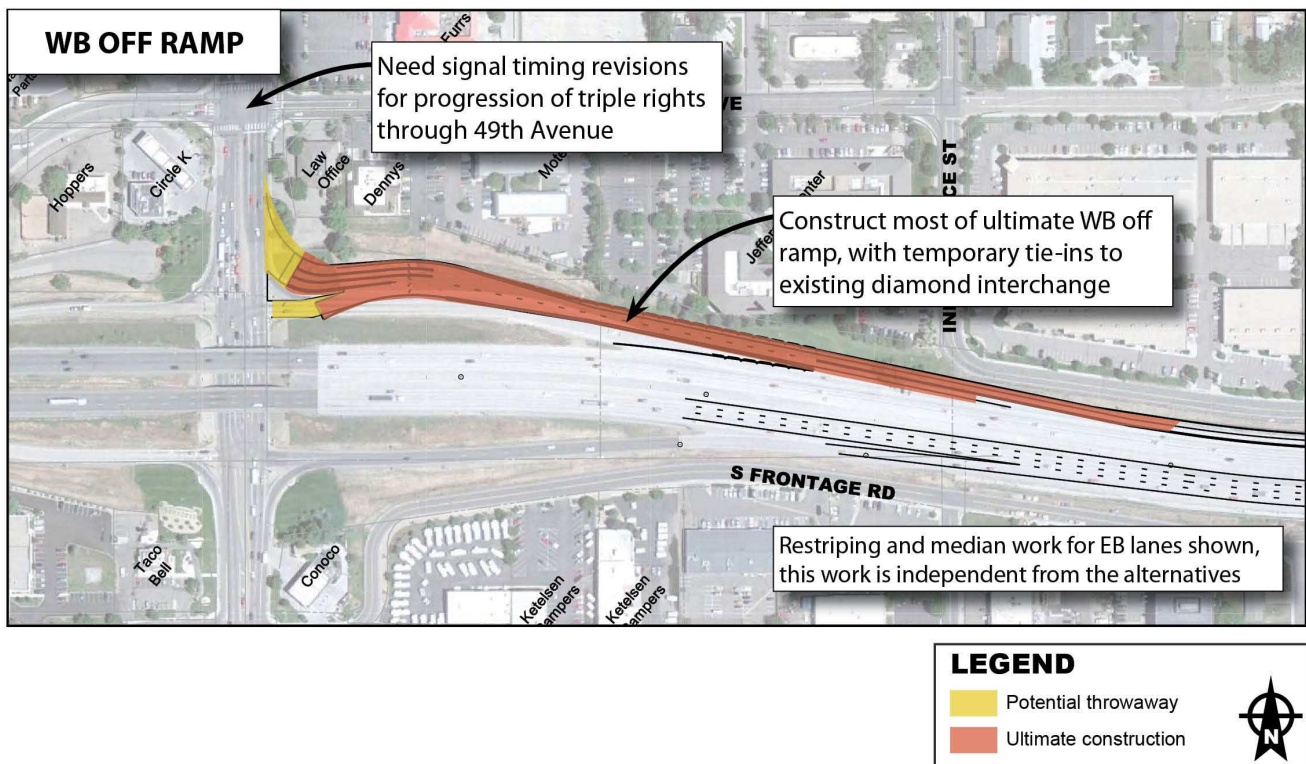 WB OFF RAMP
Furrs
Need signal timing revisions
for progression of triple rights
through 49th Avenue
VE
Hoppers
Circle K
Law
Office
Dennys
Construct most of ultimate WB off
ramp, with temporary tie-ins to
existing diamond interchange
S FRONTAGE RD
Taco
Bell
Conoco
Ketelsen
Ketelsen
Restriping and median work for EB lanes shown,
this work is independent from the alternatives
LEGEND
Potential throwaway
Ultimate construction
N